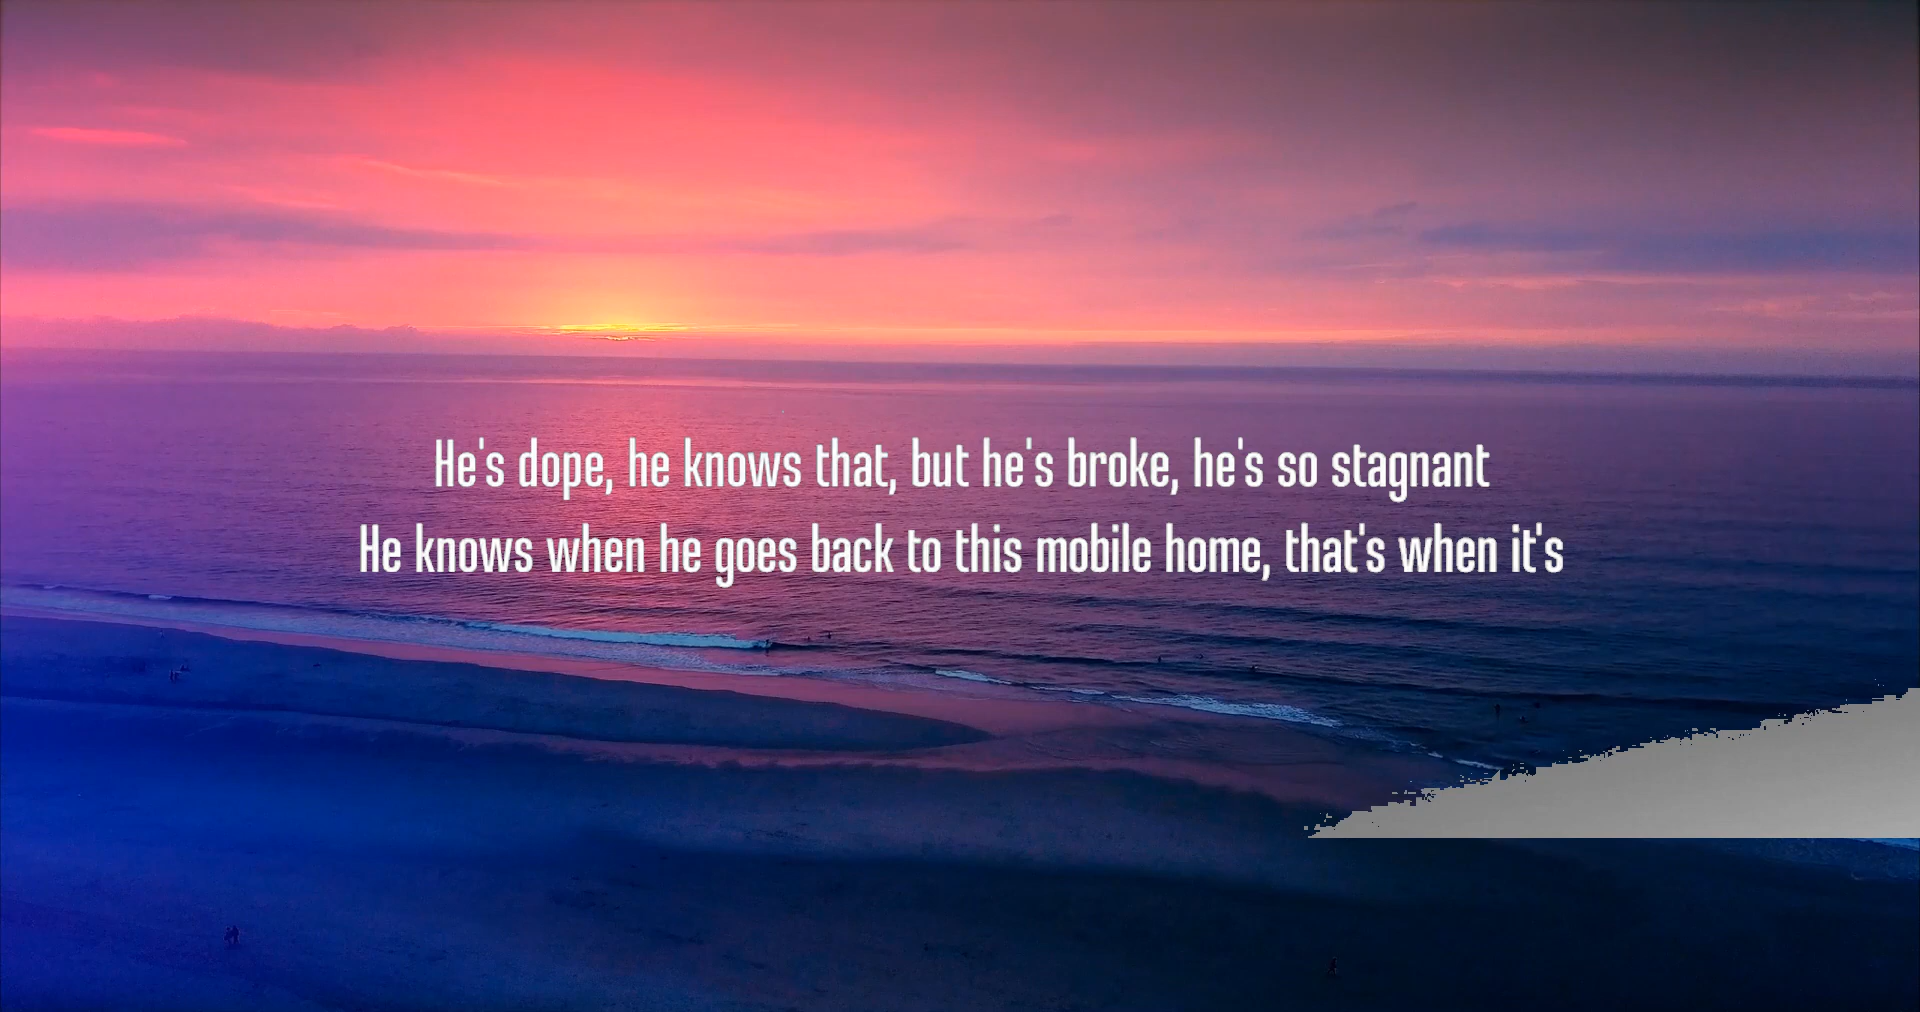 He's dope, he knows that, but he's broke, he's so stagnant
He knows when he goes back to this mobile home, that's when it's